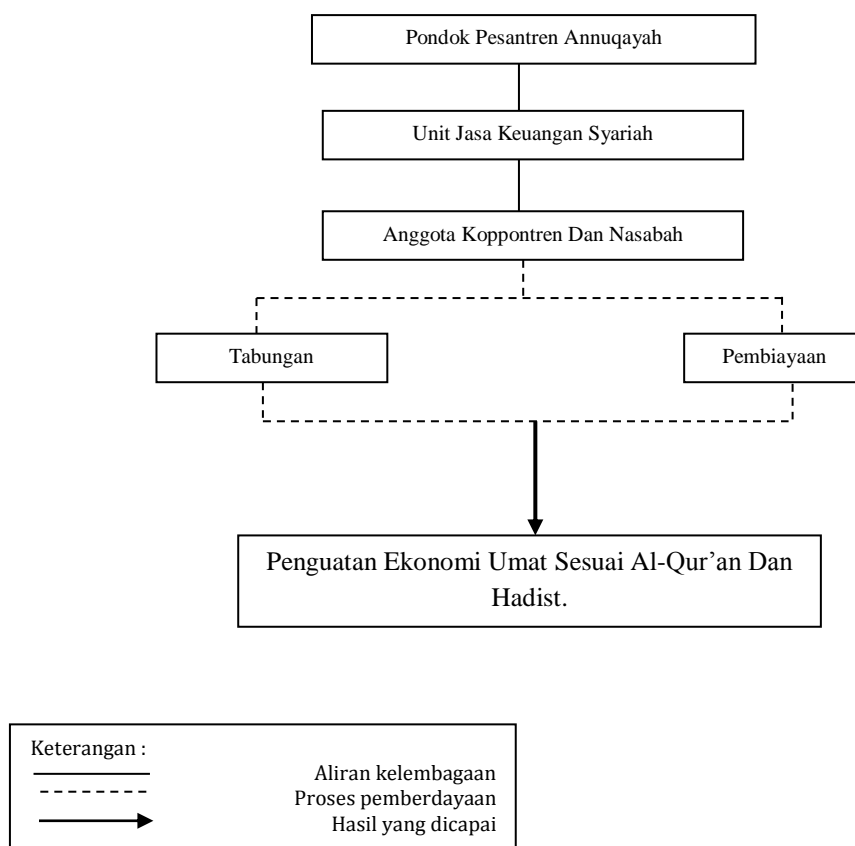 Pondok Pesantren Annuqayah
Unit Jasa Keuangan Syariah
Anggota Koppontren Dan Nasabah
Tabungan
Pembiayaan
Penguatan Ekonomi Umat Sesuai Al-Qur’an Dan
Hadist.
Keterangan :
Aliran kelembagaan
Proses pemberdayaan
Hasil yang dicapai